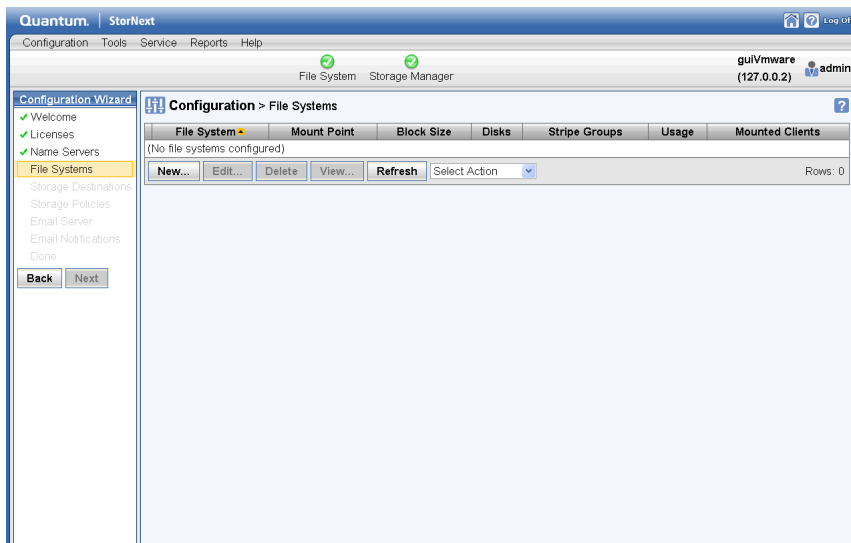 Quantum. StorNext
Log Of
Configuration Tools Service Reports Help
File System Storage Manager
guiVmware
(127.0.0.2)
admin
Configuration Wizard
Welcome
Licenses
Name Servers
File Systems
Storage Destinations
Storage Policies
Email Server
Email Notifications
Done
Back Next
Configuration > File Systems
?
File System Mount Point Block Size Disks Stripe Groups Usage Mounted Clients
(No file systems configured)
New... Edit... Delete View... Refresh Select Action Rows: 0